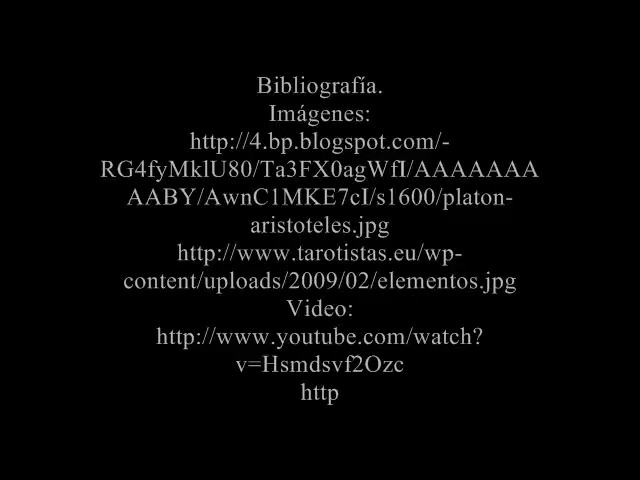 Bibliografía.
Imágenes:
http://4.bp.blogspot.com/-
RG4fyMklU80/Ta3FX0agWfI/AAAAAAA
AABY/AwnC1MKE7cI/s1600/platon-
aristoteles.jpg
http://www.tarotistas.eu/wp-
content/uploads/2009/02/elementos.jpg
Video:
http://www.youtube.com/watch?
v=Hsmdsvf2Ozc
http